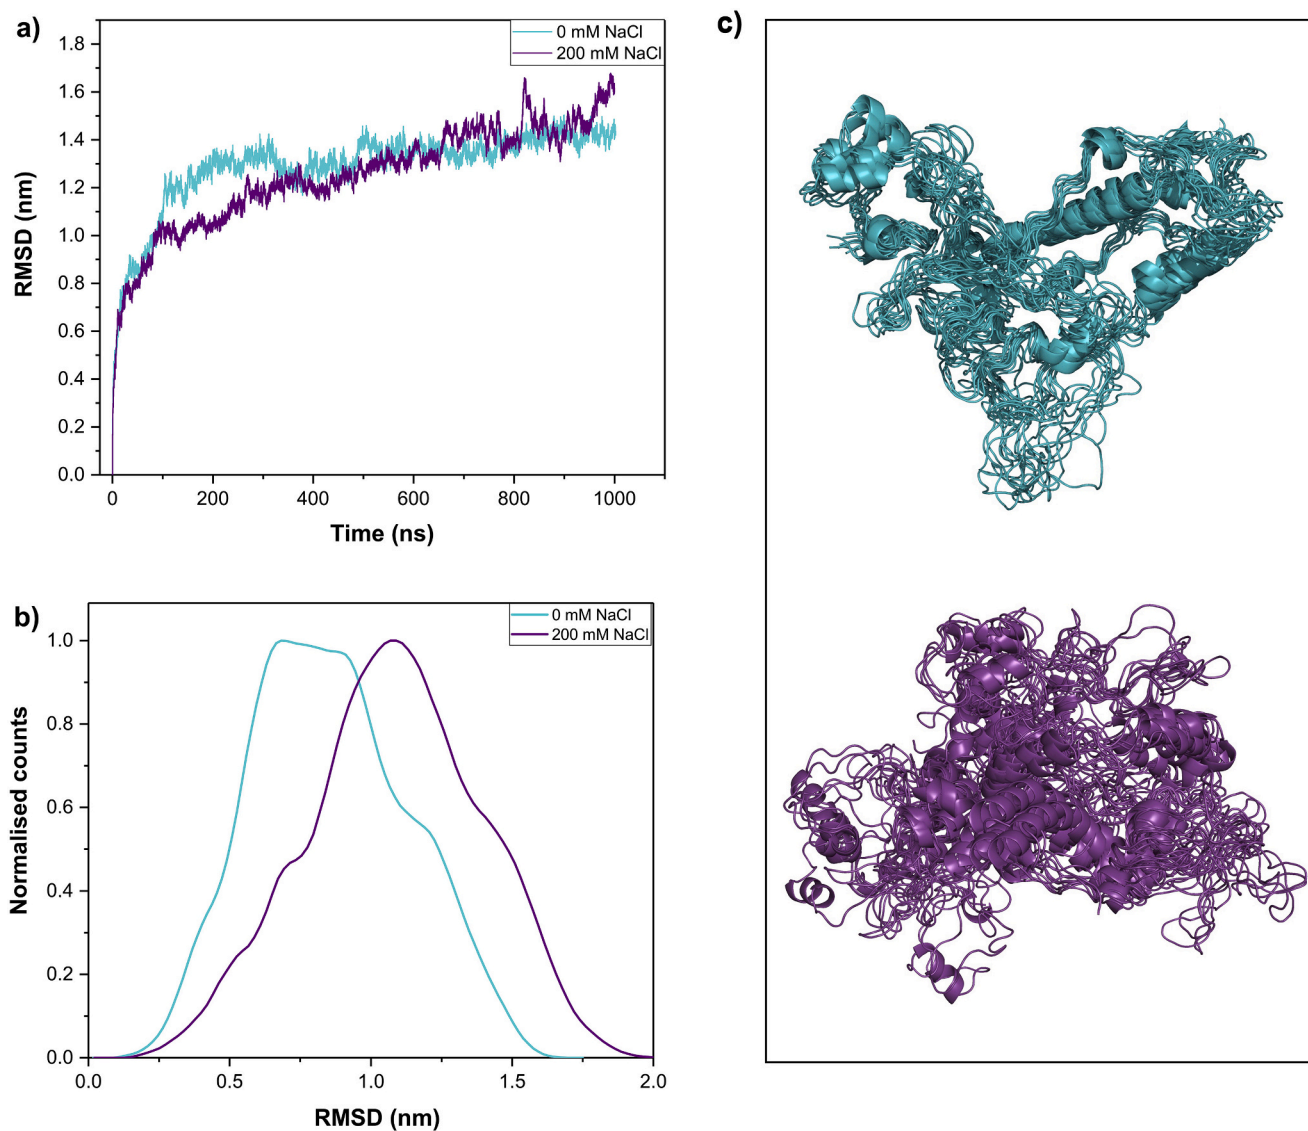 a)
0 mM NaCl
200 mM NaCl
1.8
1.6
1.4
1.2
1.0
0.8
0.6
0.4
0.2
0.0
RMSD (nm)
0 200 400 600 800 1000
Time (ns)
b)
0 mM NaCl
200 mM NaCl
1.0
0.8
0.6
0.4
0.2
0.0
Normalised counts
0.0 0.5 1.0 1.5 2.0
RMSD (nm)
c)